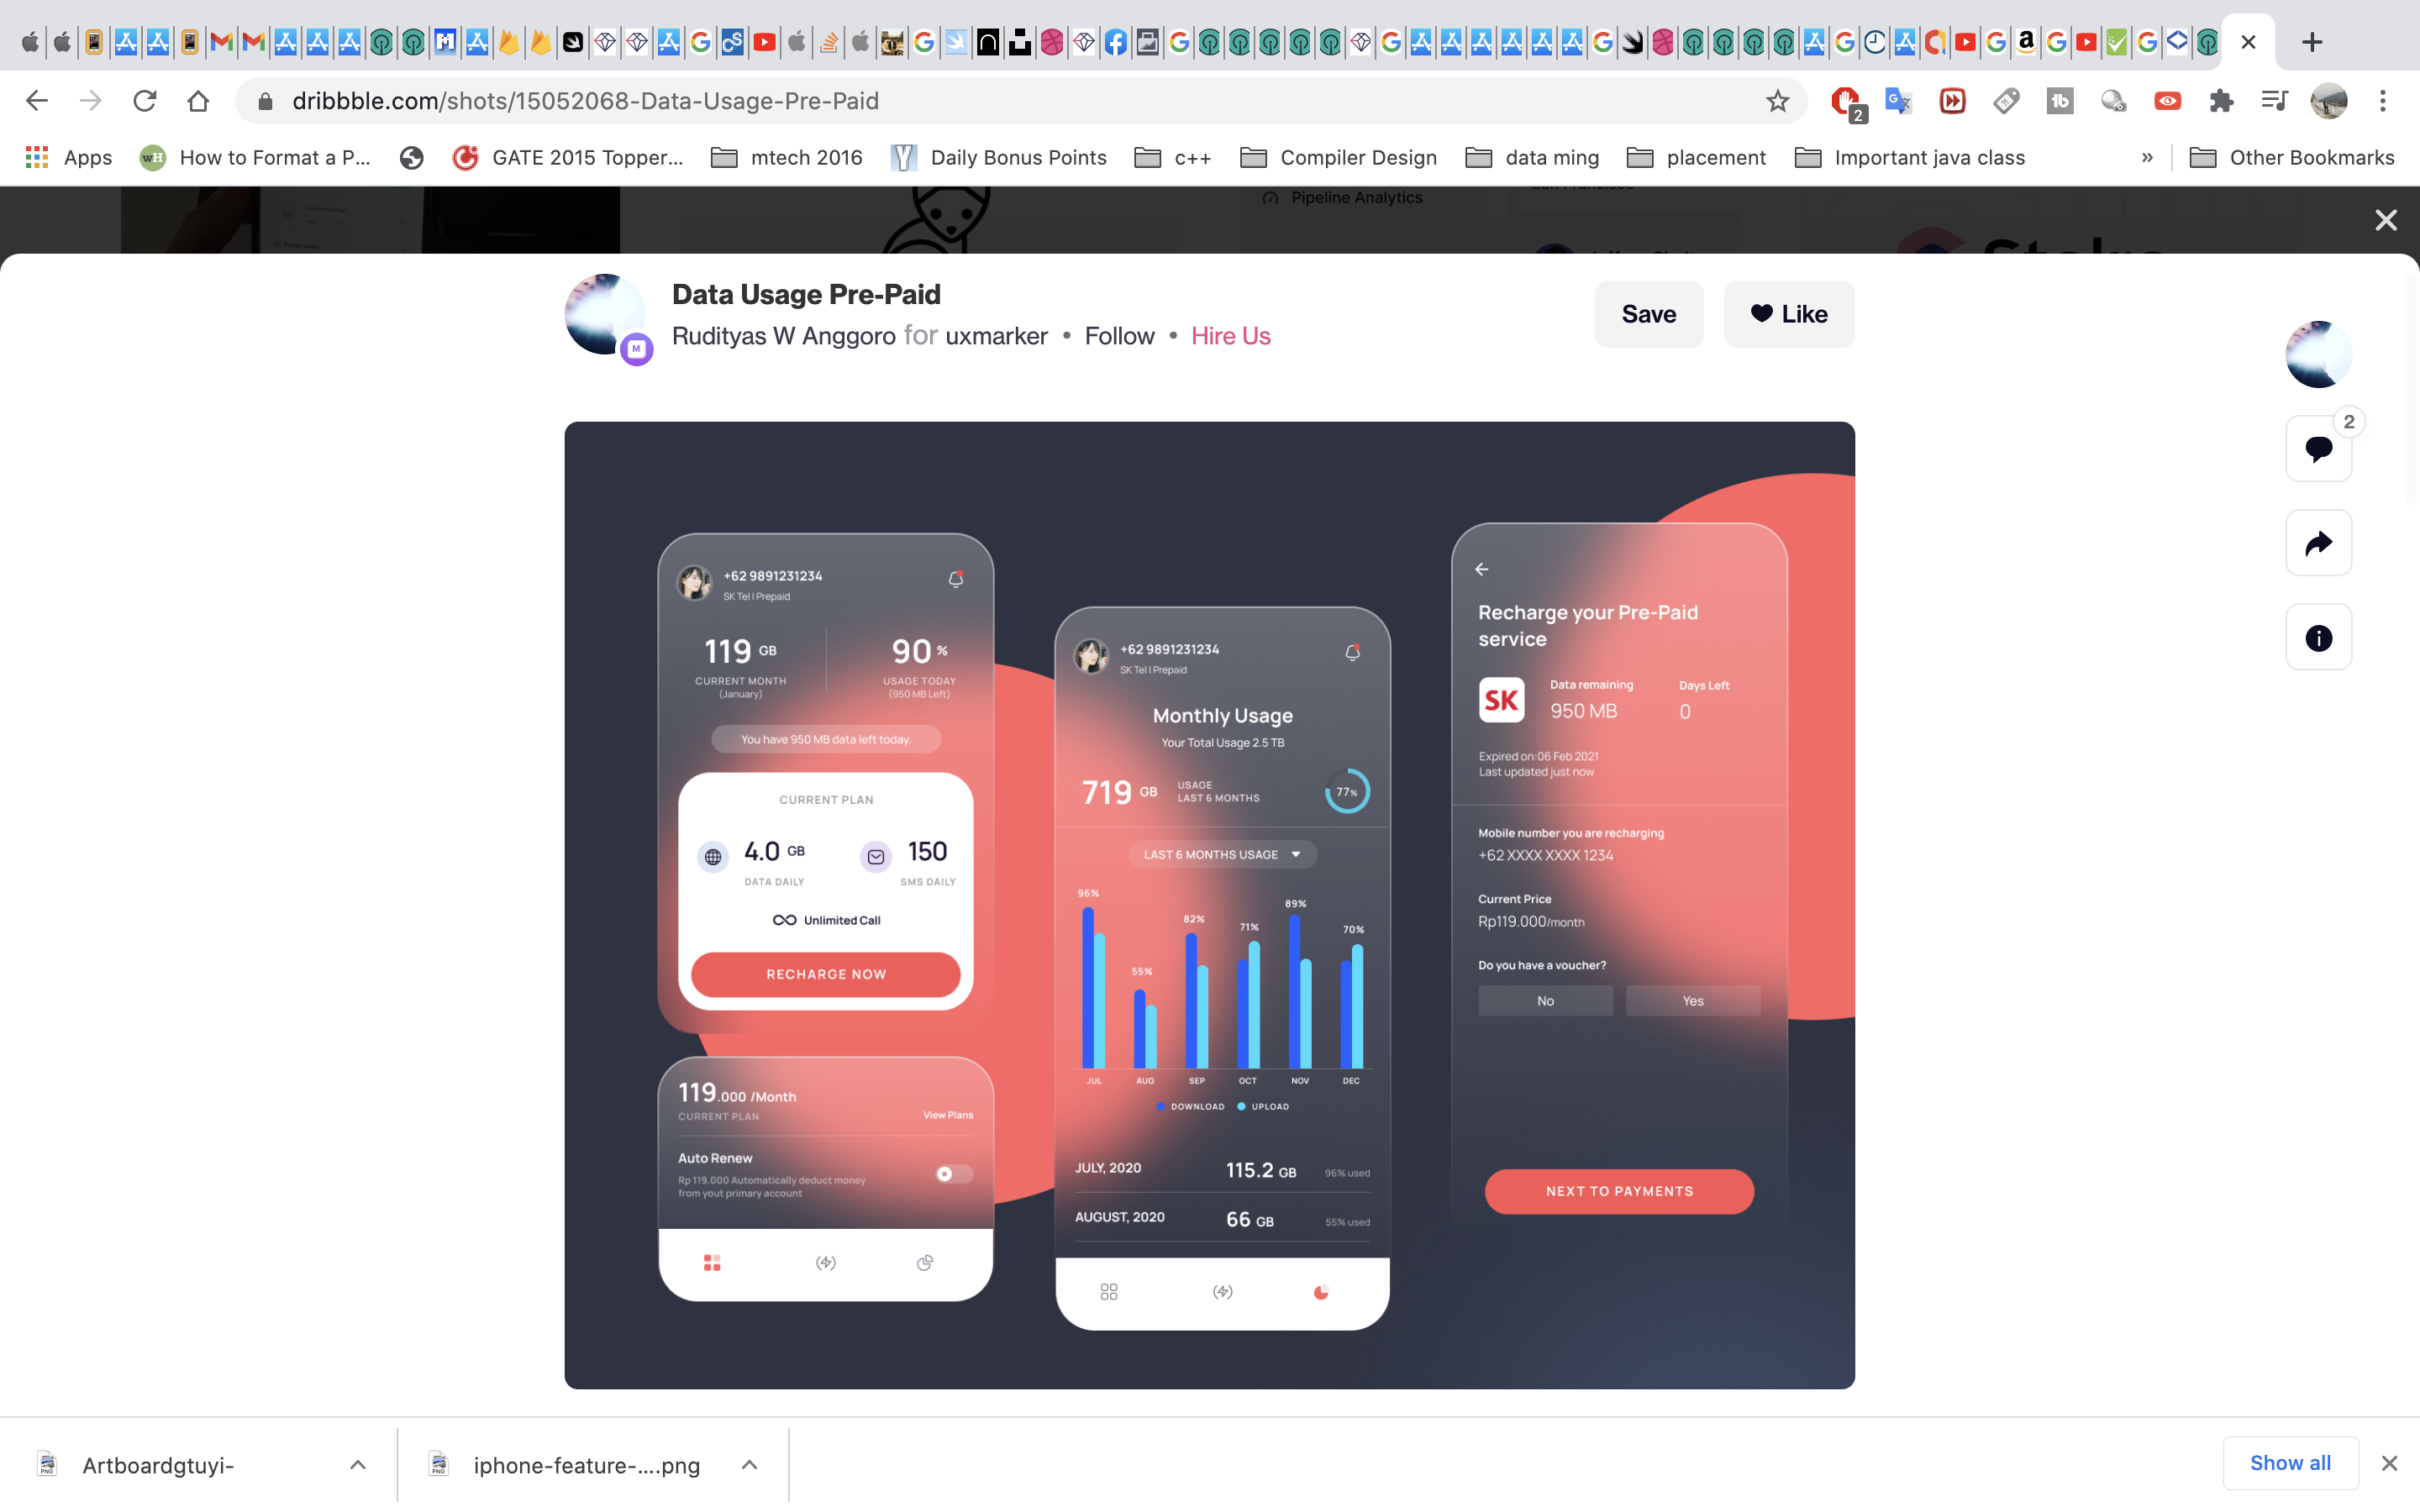 dribbble.com/shots/15052068-Data-Usage-Pre-Paid
2
Apps
How to Format a P...
GATE 2015 Topper...
mtech 2016
Daily Bonus Points
c++
Compiler Design
data ming
placement
Important java class
»
Other Bookmarks
Pipeline Analytics
Data Usage Pre-Paid
Rudityas W Anggoro for uxmarker • Follow • Hire Us
Save
Like
2
+62 9891231234
SK Tel | Prepaid
119 GB
CURRENT MONTH
(January)
90 %
USAGE TODAY
(950 MB Left)
You have 950 MB data left today.
CURRENT PLAN
4.0 GB
DATA DAILY
150
SMS DAILY
Unlimited Call
RECHARGE NOW
119.000 /Month
CURRENT PLAN
View Plans
Auto Renew
Rp 119.000 Automatically deduct money
from yout primary account
+62 9891231234
SK Tel | Prepaid
Monthly Usage
Your Total Usage 2.5 TB
719 GB
USAGE
LAST 6 MONTHS
77%
LAST 6 MONTHS USAGE
96%
55%
82%
71%
89%
70%
JUL AUG SEP OCT NOV DEC
DOWNLOAD UPLOAD
JULY, 2020 115.2 GB 96% used
AUGUST, 2020 66 GB 55% used
Recharge your Pre-Paid
service
SK
Data remaining
950 MB
Days Left
0
Expired on:06 Feb 2021
Last updated just now
Mobile number you are recharging
+62 XXXX XXXX 1234
Current Price
Rp119.000/month
Do you have a voucher?
No
Yes
NEXT TO PAYMENTS
Artboardgtuyi-
iphone-feature-....png
Show all